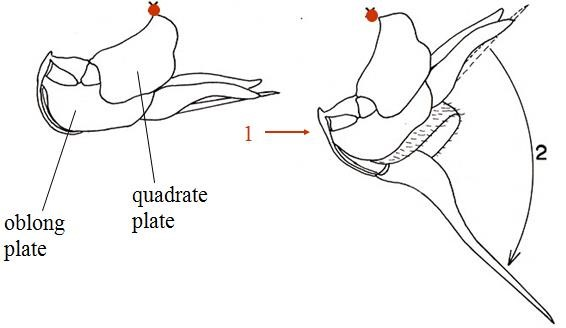 1
2
quadrate
plate
oblong
plate